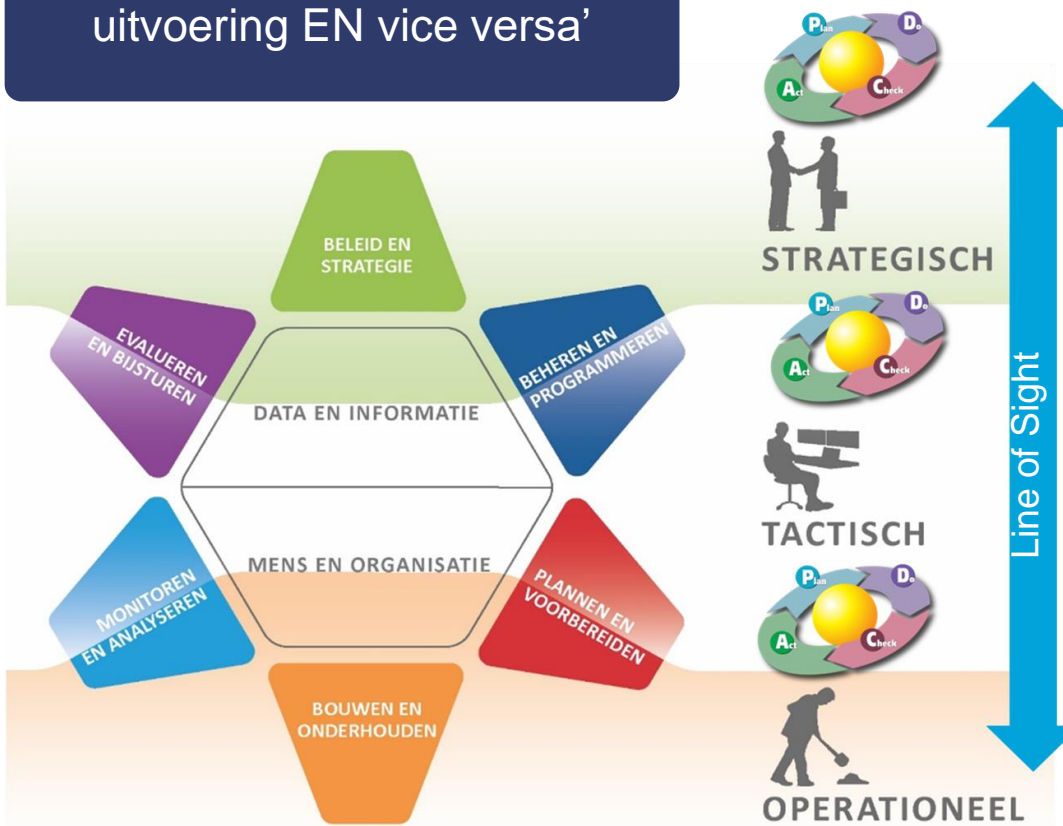 uitvoering EN vice versa’
Plan
Do
Act
Check
STRATEGISCH
BELEID EN
STRATEGIE
EVALUEREN
EN BIJSTUREN
BEHEREN EN
PROGRAMMEREN
DATA EN INFORMATIE
Plan
Do
Act
Check
TACTISCH
Line of Sight
MENS EN ORGANISATIE
MONITOREN
EN ANALYSEREN
PLANNEN EN
VOORBEREIDEN
Plan
Do
Act
Check
BOUWEN EN
ONDERHOUDEN
OPERATIONEEL